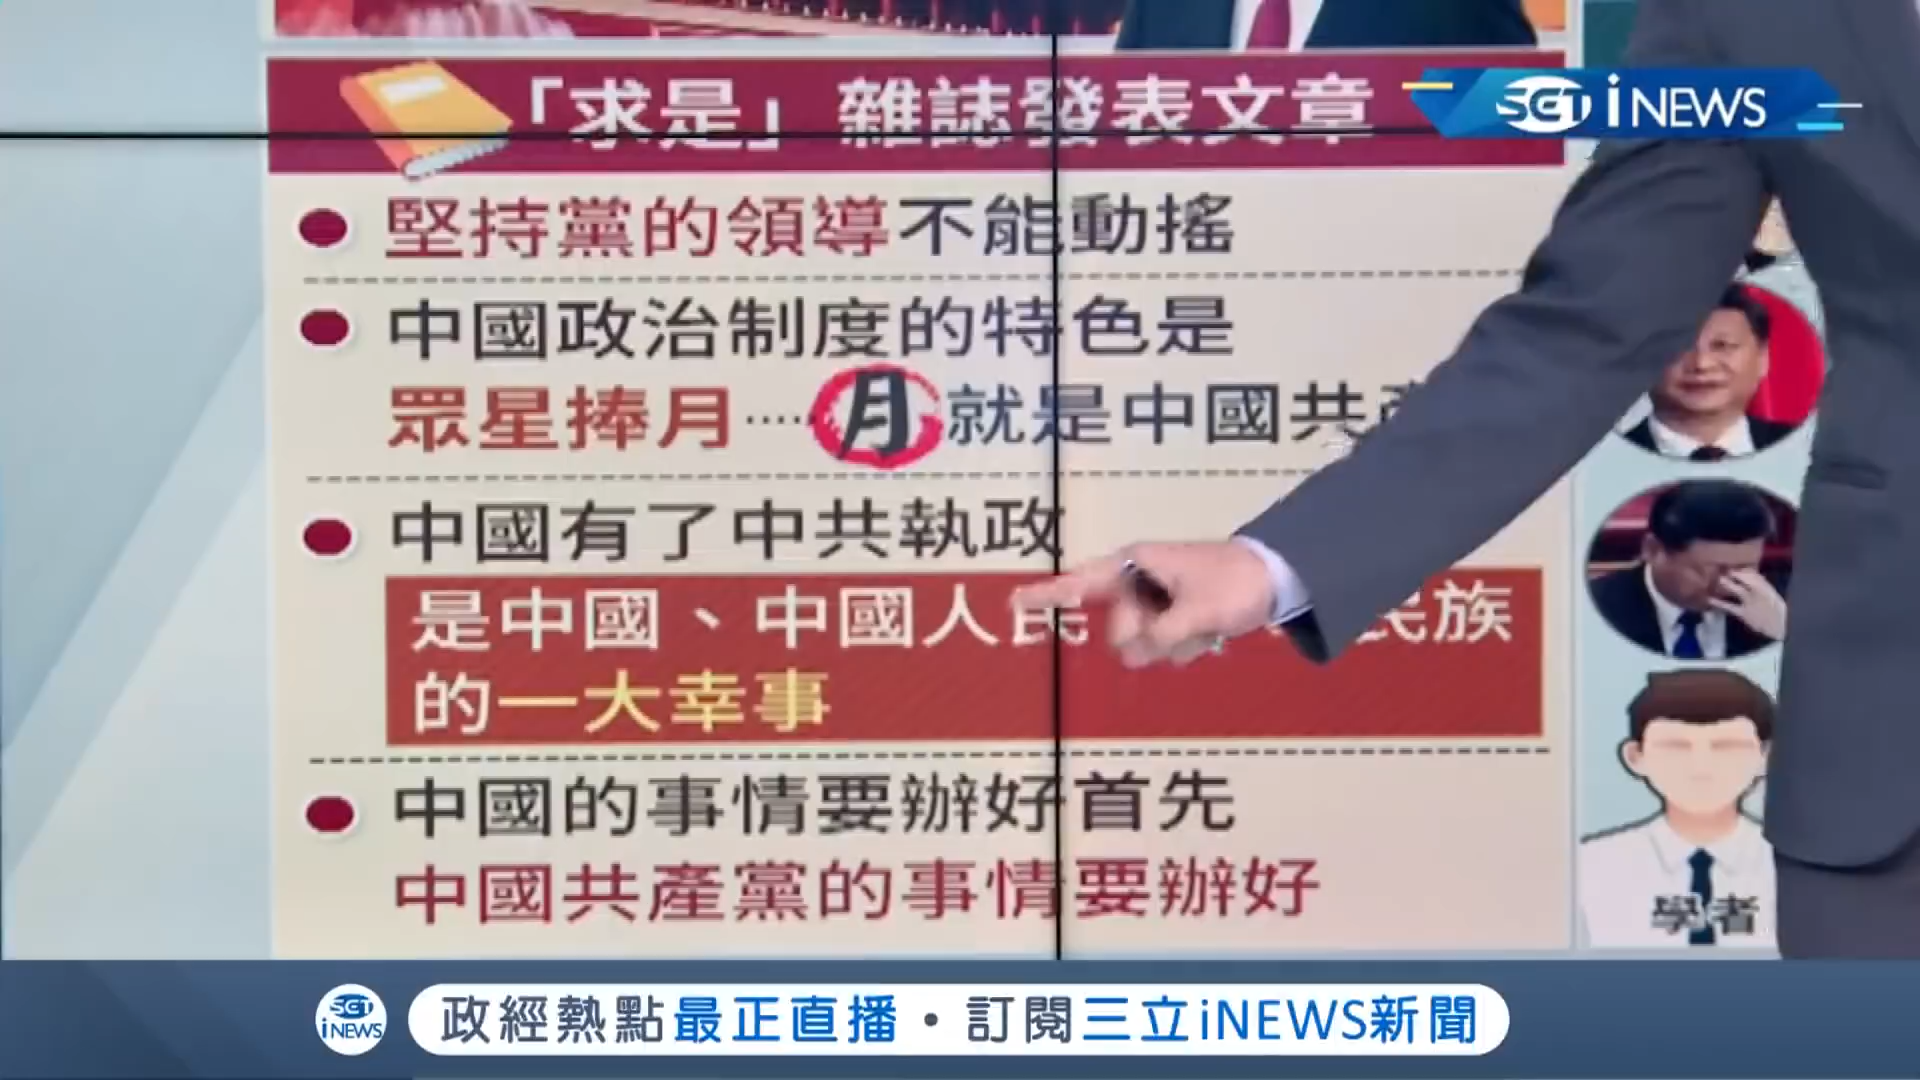 「求是」雜誌發表文章
SET iNEWS
堅持黨的領導不能動搖
中國政治制度的特色是
眾星捧月……月就是中國共
中國有了中共執政
是中國、中國人民 民族
的一大幸事
中國的事情要辦好首先
中國共產黨的事情要辦好
學者
SET iNEWS
政經熱點最正直播・訂閱三立iNEWS新聞